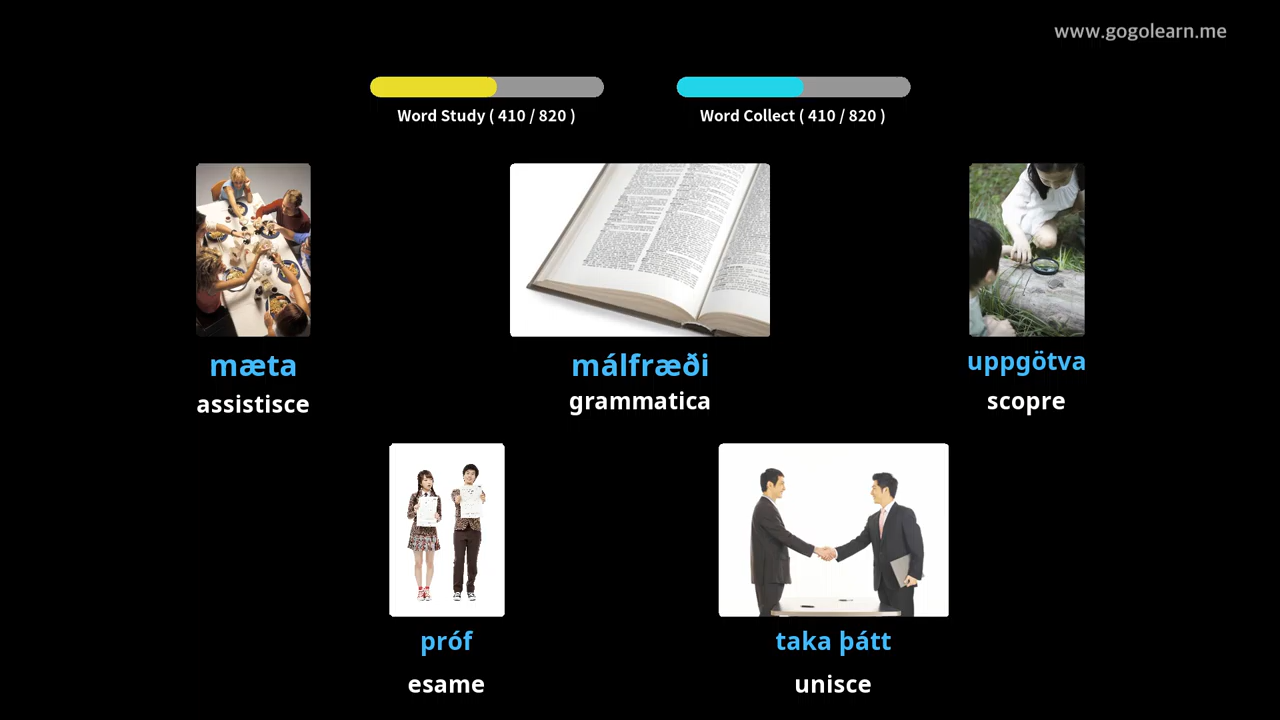 www.gogolearn.me
Word Study ( 410 / 820 )
Word Collect ( 410 / 820 )
mæta
assistisce
málfræði
grammatica
uppgötva
scopre
próf
esame
taka þátt
unisce